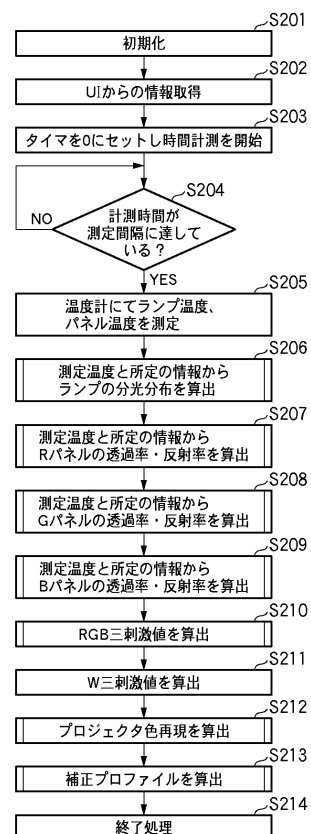 S201
初期化
S202
UIからの情報取得
S203
タイマを0にセットし時間計測を開始
S204
計測時間が
測定間隔に達して
いる?
NO
YES
S205
温度計にてランプ温度、
パネル温度を測定
S206
測定温度と所定の情報から
ランプの分光分布を算出
S207
測定温度と所定の情報から
Rパネルの透過率・反射率を算出
S208
測定温度と所定の情報から
Gパネルの透過率・反射率を算出
S209
測定温度と所定の情報から
Bパネルの透過率・反射率を算出
S210
RGB三刺激値を算出
S211
W三刺激値を算出
S212
プロジェクタ色再現を算出
S213
補正プロファイルを算出
S214
終了処理